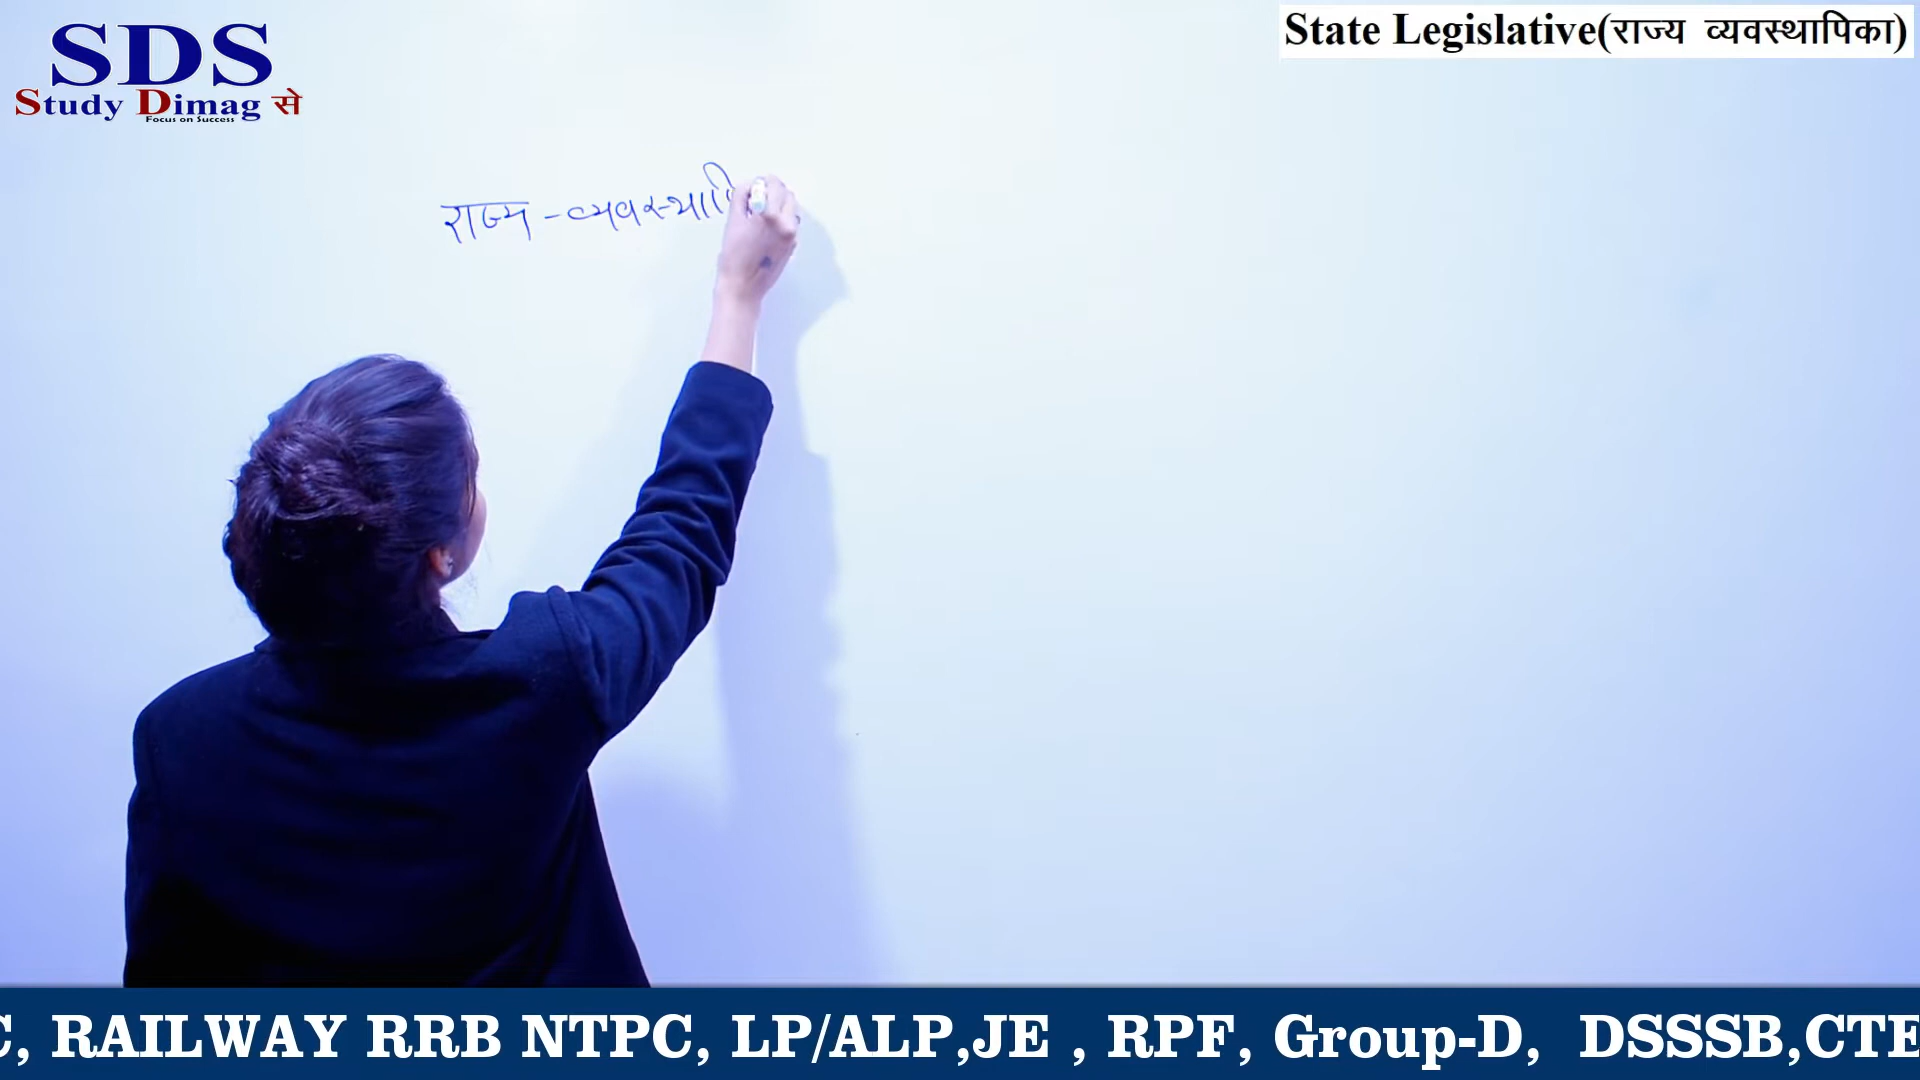 SDS
Study Dimag से
Focus on Success
State Legislative(राज्य व्यवस्थापिका)
राज्य - व्यवस्थापि
C, RAILWAY RRB NTPC, LP/ALP,JE , RPF, Group-D, DSSSB,CTE